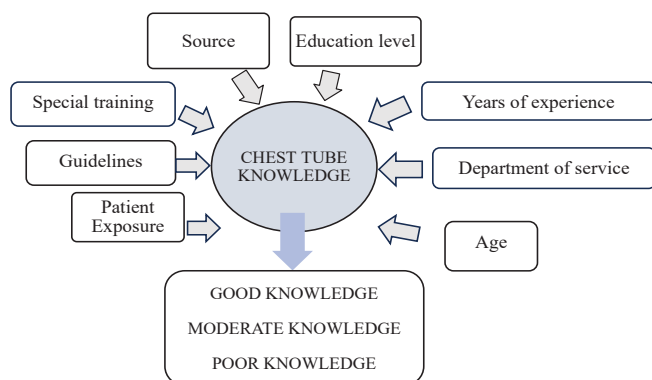 Source
Education level
Special training
Years of experience
Guidelines
CHEST TUBE
KNOWLEDGE
Department of service
Patient
Exposure
Age
GOOD KNOWLEDGE
MODERATE KNOWLEDGE
POOR KNOWLEDGE